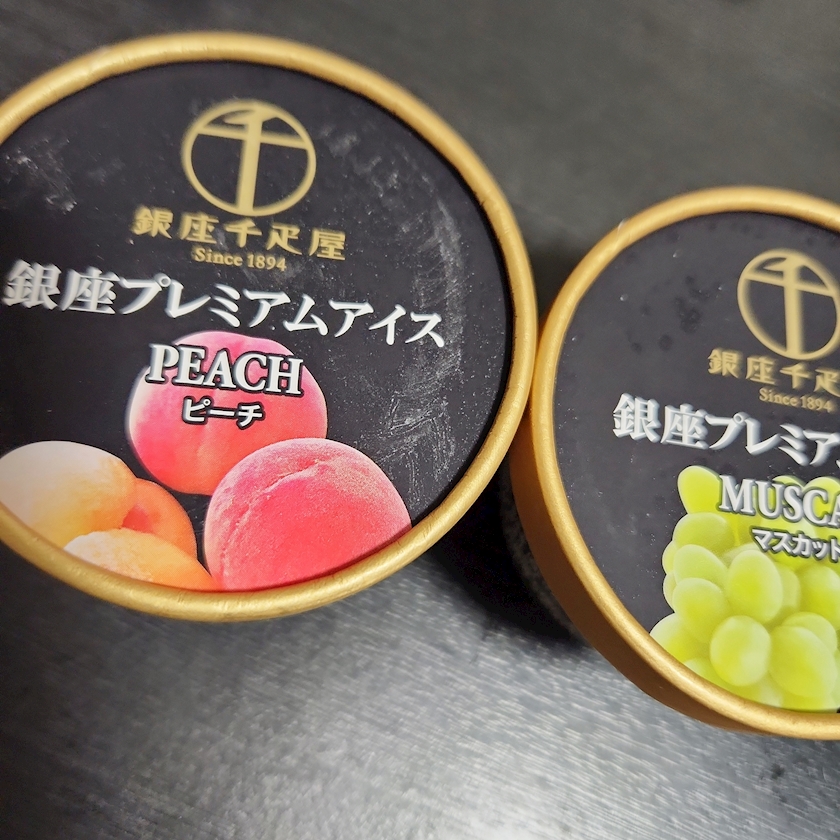 銀座千疋屋
Since 1894
銀座プレミアムアイス
PEACH
ピーチ
銀座千疋
Since 1894
銀座プレミア
MUSCA
マスカット